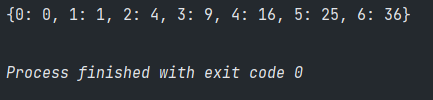 {0: 0, 1: 1, 2: 4, 3: 9, 4: 16, 5: 25, 6: 36}
Process finished with exit code 0